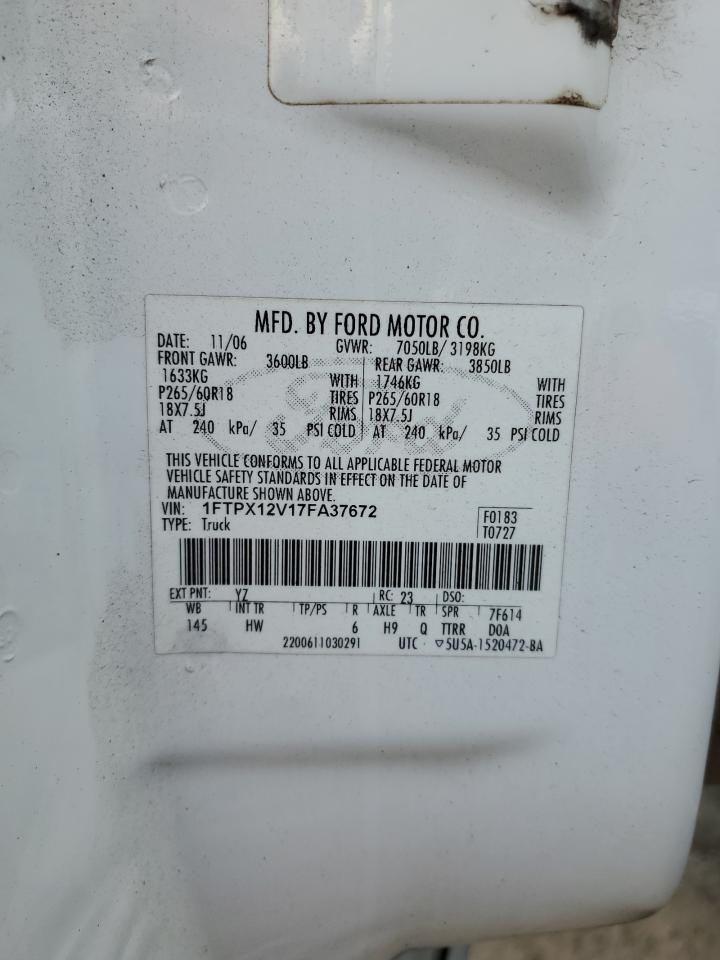 MFD. BY FORD MOTOR CO.
DATE: 11/06 GVWR: 7050LB/ 3198KG
FRONT GAWR: 3600LB REAR GAWR: 3850LB
1633KG WITH 1746KG WITH
P265/60R18 TIRES P265/60R18 TIRES
18X7.5J RIMS 18X7.5J RIMS
AT 240 kPa/ 35 PSI COLD AT 240 kPa/ 35 PSI COLD
Ford
THIS VEHICLE CONFORMS TO ALL APPLICABLE FEDERAL MOTOR
VEHICLE SAFETY STANDARDS IN EFFECT ON THE DATE OF
MANUFACTURE SHOWN ABOVE.
VIN: 1FTPX12V17FA37672 F0183
TYPE: Truck T0727
EXT PNT: YZ RC: 23 DSO:
WB INT TR TP/PS R AXLE TR SPR 7F614
145 HW 6 H9 Q TTRR DOA
2200611030291 UTC ▽5U5A-1520472-BA